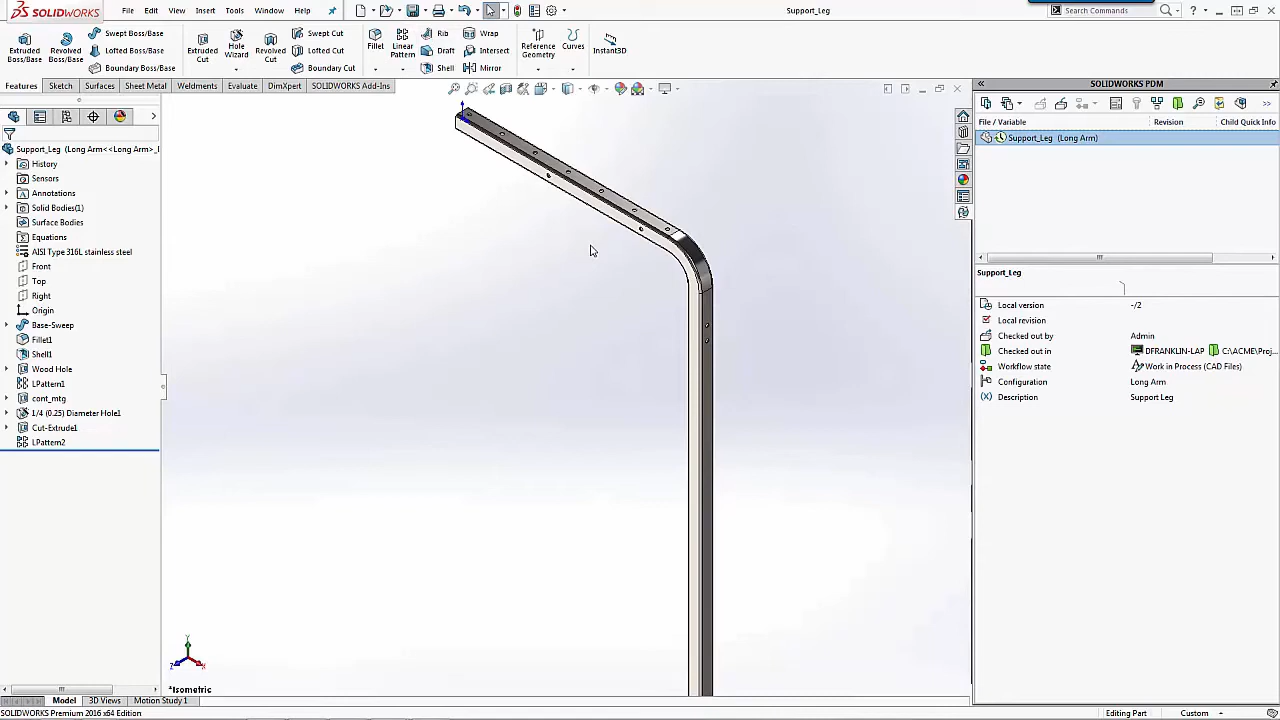 SOLIDWORKS File Edit View Insert Tools Window Help Support_Leg Search Commands
Extruded Boss/Base
Revolved Boss/Base
Swept Boss/Base
Lofted Boss/Base
Boundary Boss/Base
Extruded Cut
Hole Wizard
Revolved Cut
Swept Cut
Lofted Cut
Boundary Cut
Fillet
Linear Pattern
Rib
Draft
Shell
Wrap
Intersect
Mirror
Reference Geometry
Curves
Instant3D
Features Sketch Surfaces Sheet Metal Weldments Evaluate DimXpert SOLIDWORKS Add-Ins
Support_Leg (Long Arm<<Long Arm>_
History
Sensors
Annotations
Solid Bodies(1)
Surface Bodies
Equations
AISI Type 316L stainless steel
Front
Top
Right
Origin
Base-Sweep
Fillet1
Shell1
Wood Hole
LPattern1
cont_mtg
1/4 (0.25) Diameter Hole1
Cut-Extrude1
LPattern2
Y
Z X
*Isometric
SOLIDWORKS PDM
File / Variable Revision Child Quick Info
Support_Leg (Long Arm)
Support_Leg
Local version -/2
Local revision
Checked out by Admin
Checked out in DFRANKLIN-LAP C:\ACME\Proj...
Workflow state Work in Process (CAD Files)
Configuration Long Arm
Description Support Leg
Model 3D Views Motion Study 1
SOLIDWORKS Premium 2016 x64 Edition Editing Part Custom